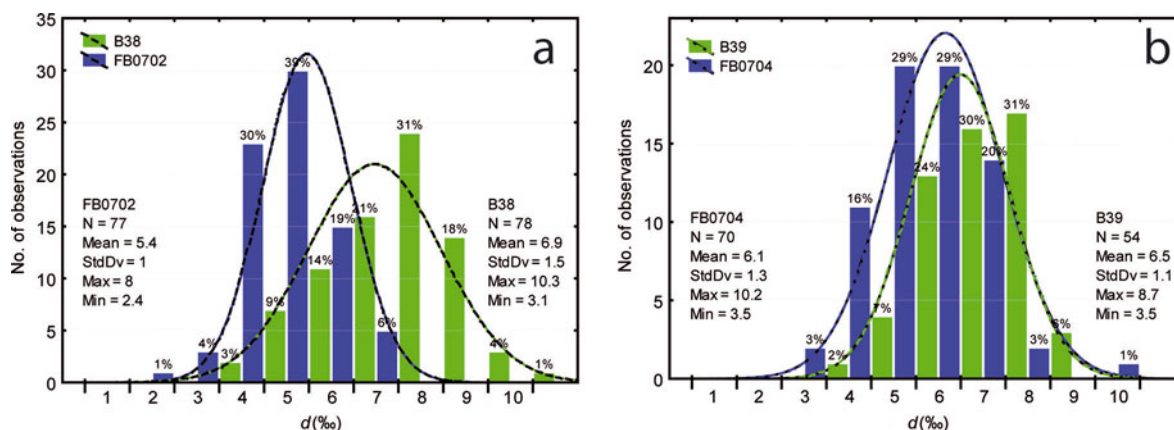 35
30
25
20
15
10
5
0
No. of observations
B38
FB0702
a
1%
4%
3%
30%
9%
39%
14%
19%
21%
6%
31%
18%
4%
1%
FB0702
N = 77
Mean = 5.4
StdDv = 1
Max = 8
Min = 2.4
B38
N = 78
Mean = 6.9
StdDv = 1.5
Max = 10.3
Min = 3.1
1 2 3 4 5 6 7 8 9 10
d(‰)
20
15
10
5
0
No. of observations
B39
FB0704
b
3%
2%
16%
7%
29%
24%
29%
30%
20%
31%
3%
6%
1%
FB0704
N = 70
Mean = 6.1
StdDv = 1.3
Max = 10.2
Min = 3.5
B39
N = 54
Mean = 6.5
StdDv = 1.1
Max = 8.7
Min = 3.5
1 2 3 4 5 6 7 8 9 10
d(‰)